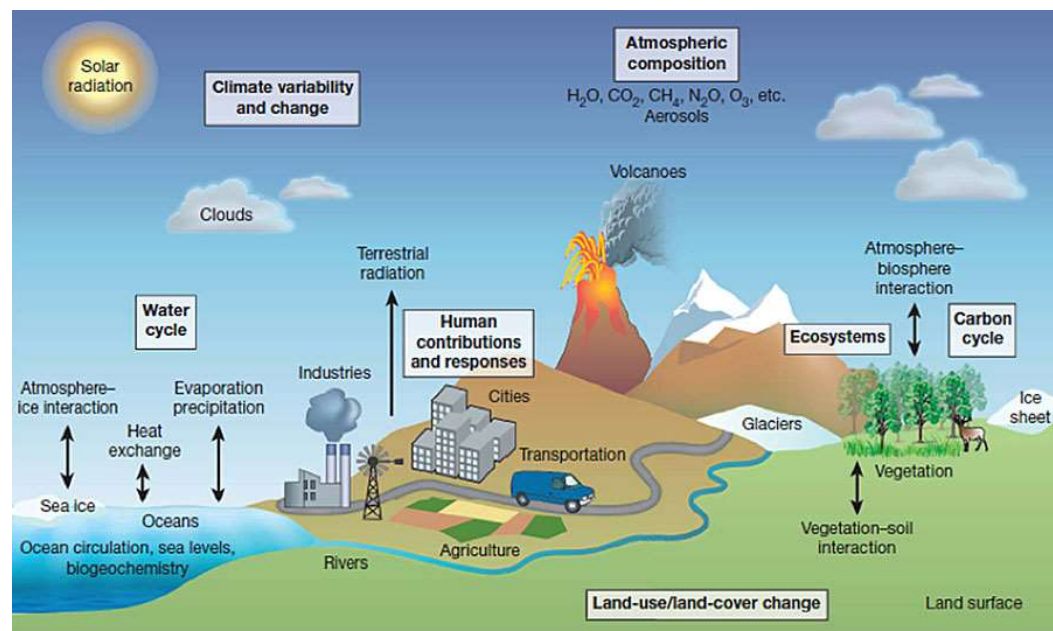 Solar
radiation
Climate variability
and change
Atmospheric
composition
H₂O, CO₂, CH₄, N₂O, O₃, etc.
Aerosols
Clouds
Volcanoes
Terrestrial
radiation
Atmosphere–
biosphere
interaction
Water
cycle
Human
contributions
and responses
Ecosystems
Carbon
cycle
Atmosphere–
ice interaction
Evaporation
precipitation
Heat
exchange
Industries
Cities
Transportation
Glaciers
Ice
sheet
Vegetation
Sea ice
Oceans
Ocean circulation, sea levels,
biogeochemistry
Rivers
Agriculture
Vegetation–soil
interaction
Land-use/land-cover change
Land surface